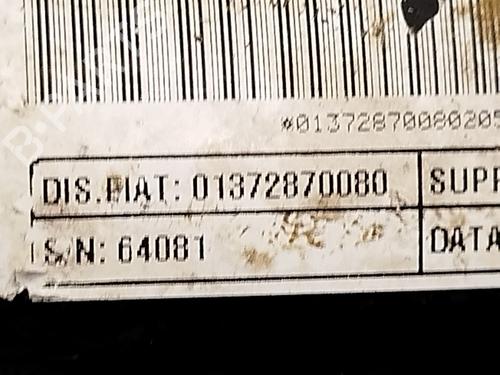 *01372870080205
DIS.FIAT: 01372870080 SUPP
S/N: 64081 DATA